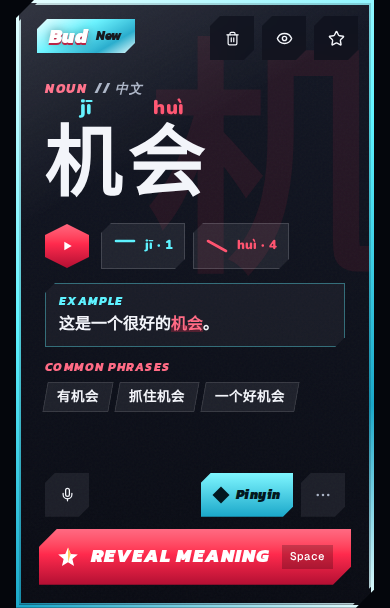 Bud New
NOUN // 中文
jī huì
机会
jī · 1 huì · 4
EXAMPLE
这是一个很好的机会。
COMMON PHRASES
有机会 抓住机会 一个好机会
Pinyin
REVEAL MEANING Space